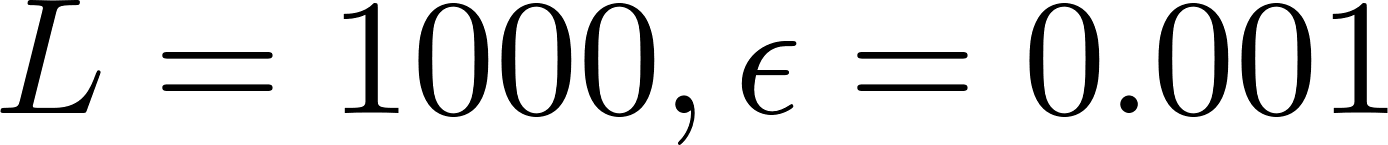 L = 1000, ϵ = 0.001